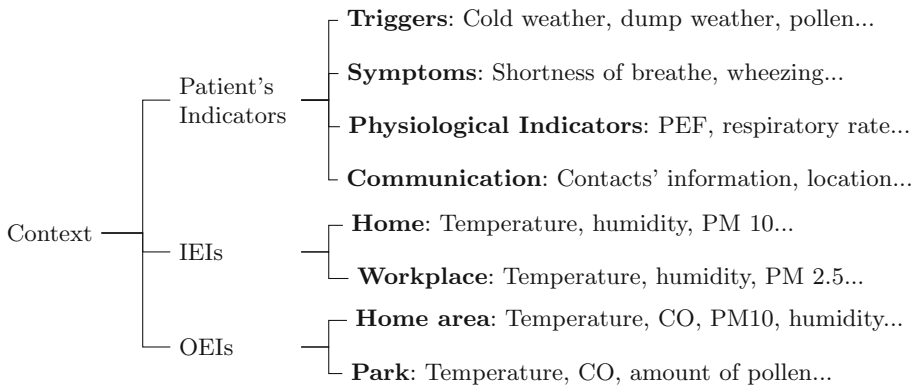 Triggers: Cold weather, dump weather, pollen...
Symptoms: Shortness of breathe, wheezing...
Patient's
Indicators
Physiological Indicators: PEF, respiratory rate...
Communication: Contacts' information, location...
Context
Home: Temperature, humidity, PM 10...
IEIs
Workplace: Temperature, humidity, PM 2.5...
Home area: Temperature, CO, PM10, humidity...
OEIs
Park: Temperature, CO, amount of pollen...